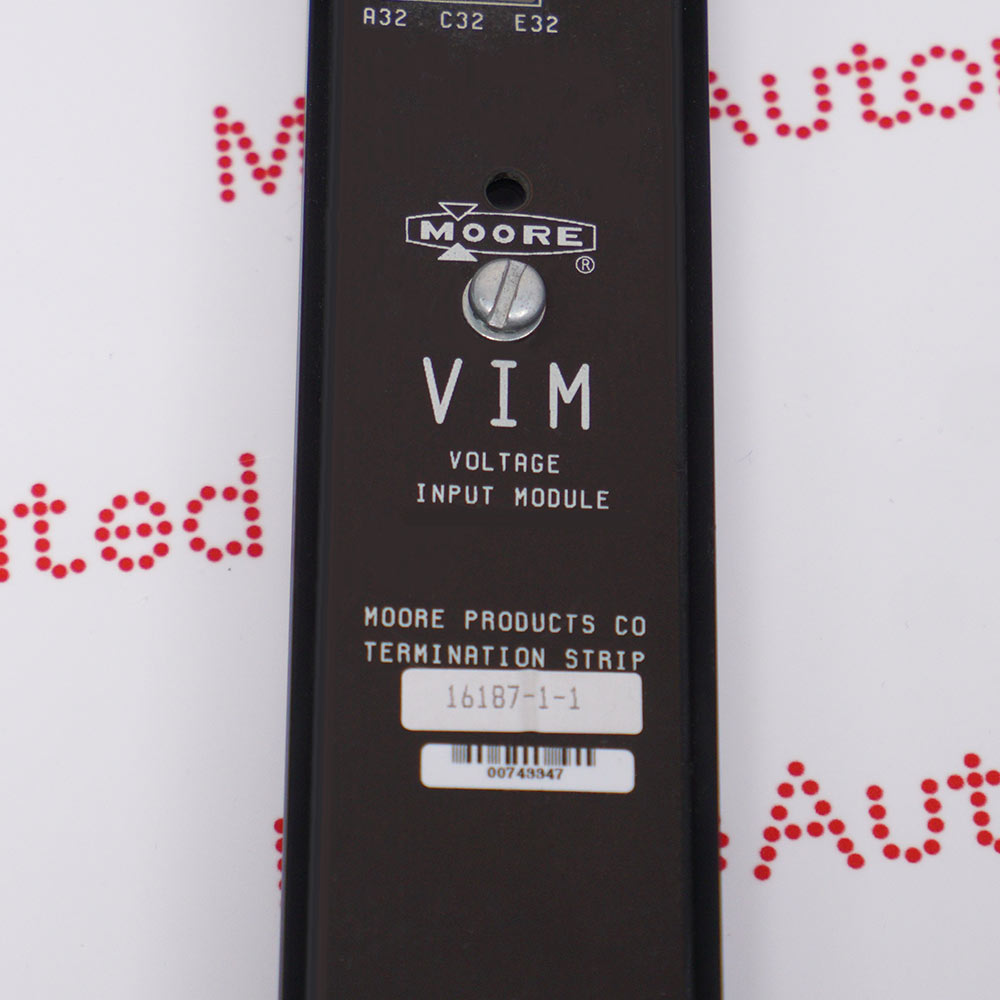 A32 C32 E32
MOORE
®
VIM
VOLTAGE
INPUT MODULE
MOORE PRODUCTS CO
TERMINATION STRIP
16187-1-1
00743347